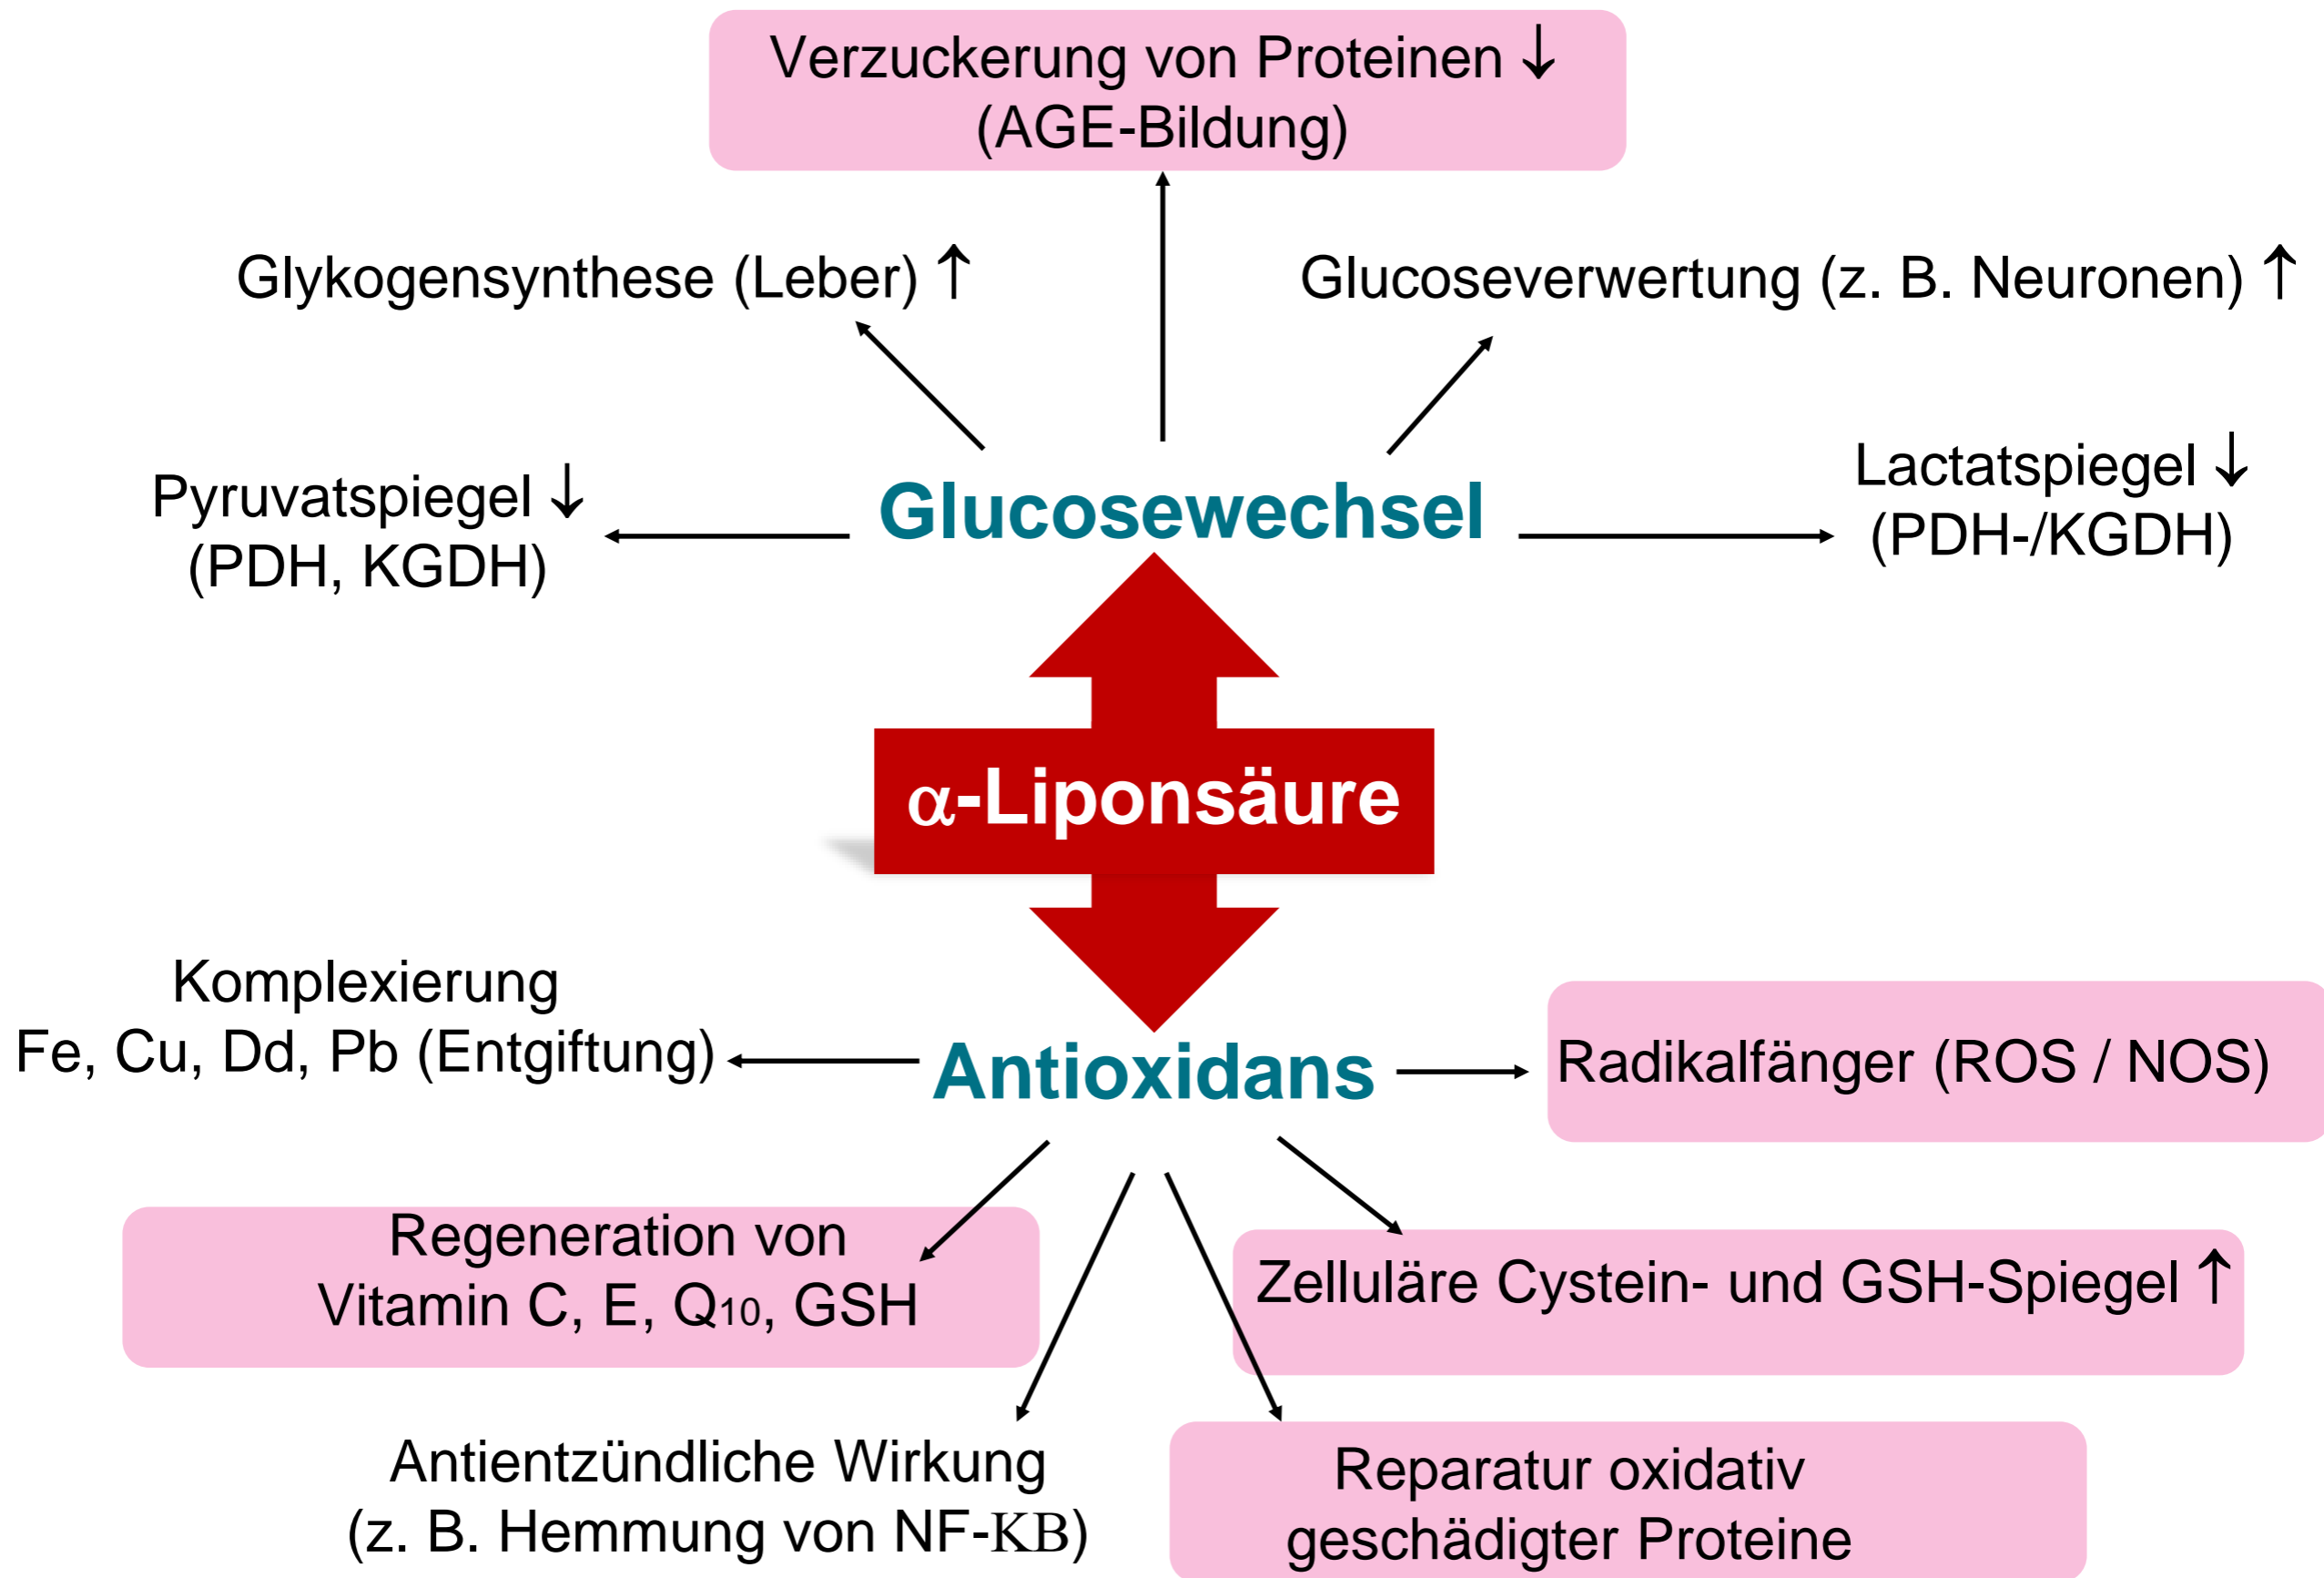 Verzuckerung von Proteinen ↓
(AGE-Bildung)
Glykogensynthese (Leber) ↑
Glucoseverwertung (z. B. Neuronen) ↑
Pyruvatspiegel ↓
(PDH, KGDH)
Glucosewechsel
Lactatspiegel ↓
(PDH-/KGDH)
α-Liponsäure
Komplexierung
Fe, Cu, Dd, Pb (Entgiftung)
Antioxidans
Radikalfänger (ROS / NOS)
Regeneration von
Vitamin C, E, Q10, GSH
Zelluläre Cystein- und GSH-Spiegel ↑
Antientzündliche Wirkung
(z. B. Hemmung von NF-KB)
Reparatur oxidativ
geschädigter Proteine